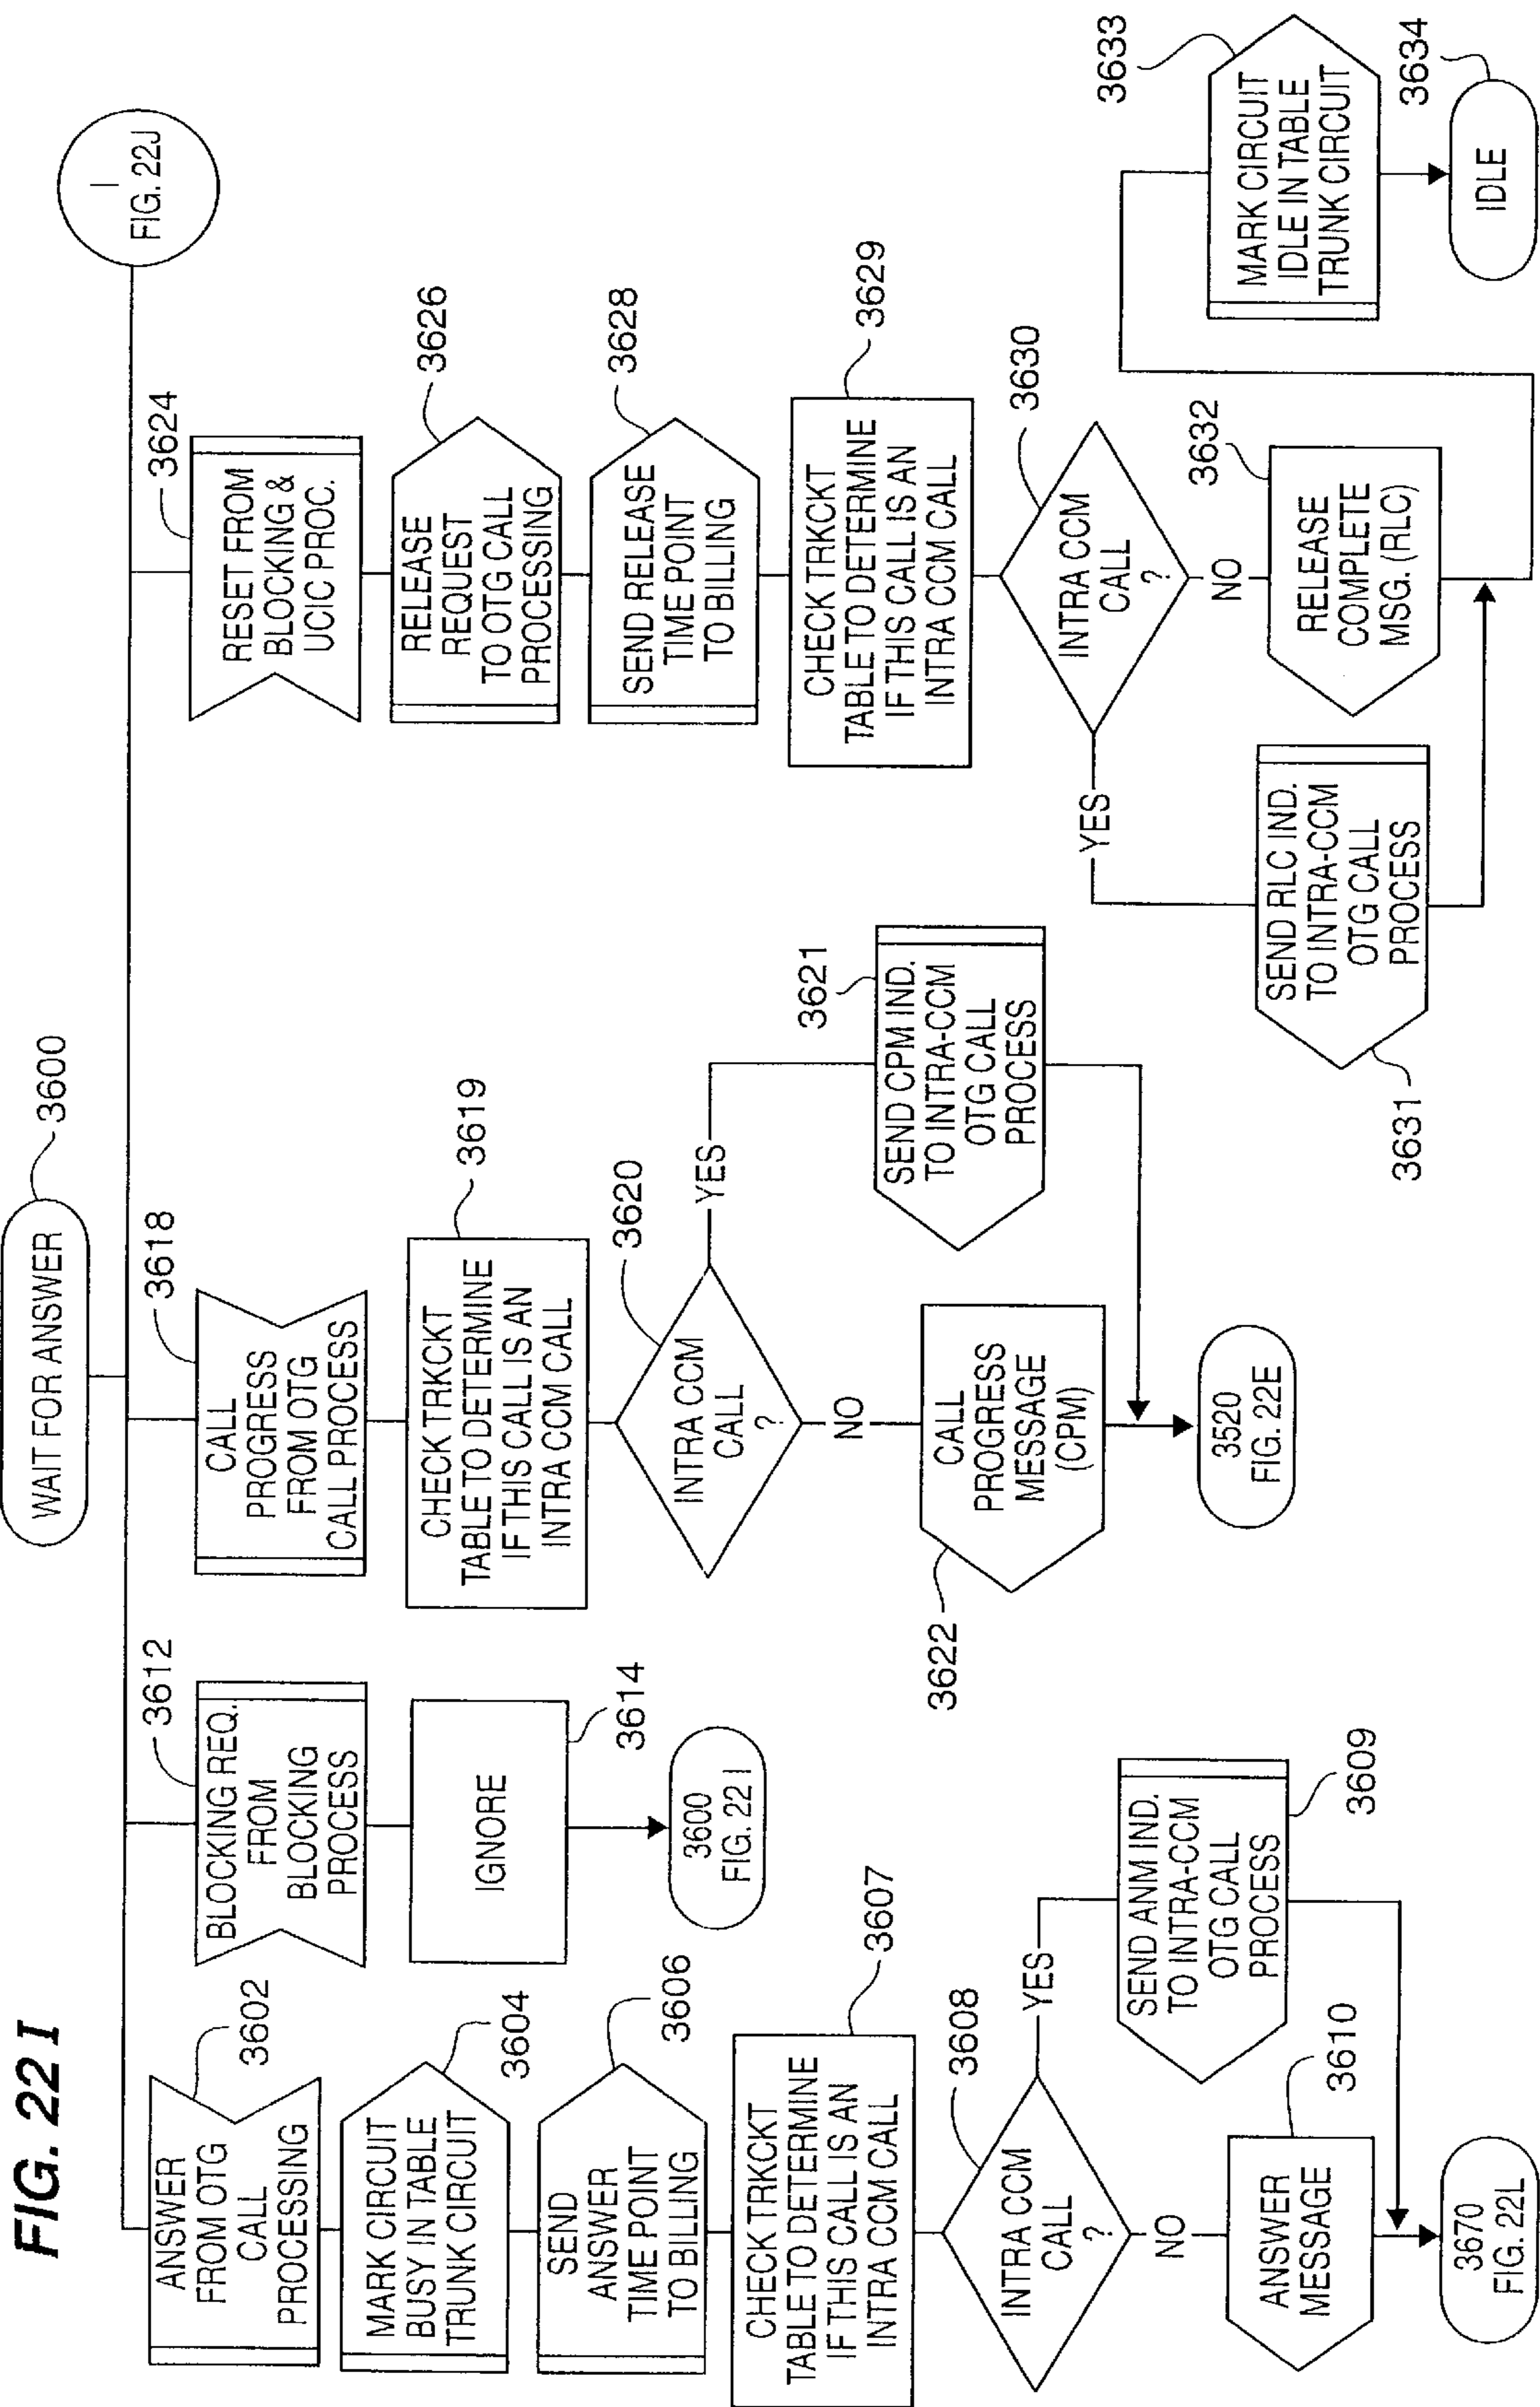 FIG. 22 I
WAIT FOR ANSWER
3600
I
FIG. 22J
ANSWER
FROM OTG
CALL
PROCESSING
3602
MARK CIRCUIT
BUSY IN TABLE
TRUNK CIRCUIT
3604
SEND
ANSWER
TIME POINT
TO BILLING
3606
CHECK TRKCKT
TABLE TO DETERMINE
IF THIS CALL IS AN
INTRA CCM CALL
3607
INTRA CCM
CALL
?
3608
YES
NO
SEND ANM IND.
TO INTRA-CCM
OTG CALL
PROCESS
3609
ANSWER
MESSAGE
3610
3670
FIG. 22L
BLOCKING REQ.
FROM
BLOCKING
PROCESS
3612
IGNORE
3614
3600
FIG. 22 I
CALL
PROGRESS
FROM OTG
CALL PROCESS
3618
CHECK TRKCKT
TABLE TO DETERMINE
IF THIS CALL IS AN
INTRA CCM CALL
3619
INTRA CCM
CALL
?
3620
YES
NO
SEND CPM IND.
TO INTRA-CCM
OTG CALL
PROCESS
3621
CALL
PROGRESS
MESSAGE
(CPM)
3622
3520
FIG. 22E
RESET FROM
BLOCKING &
UCIC PROC.
3624
RELEASE
REQUEST
TO OTG CALL
PROCESSING
3626
SEND RELEASE
TIME POINT
TO BILLING
3628
CHECK TRKCKT
TABLE TO DETERMINE
IF THIS CALL IS AN
INTRA CCM CALL
3629
INTRA CCM
CALL
?
3630
YES
NO
SEND RLC IND.
TO INTRA-CCM
OTG CALL
PROCESS
3631
RELEASE
COMPLETE
MSG. (RLC)
3632
MARK CIRCUIT
IDLE IN TABLE
TRUNK CIRCUIT
3633
IDLE
3634